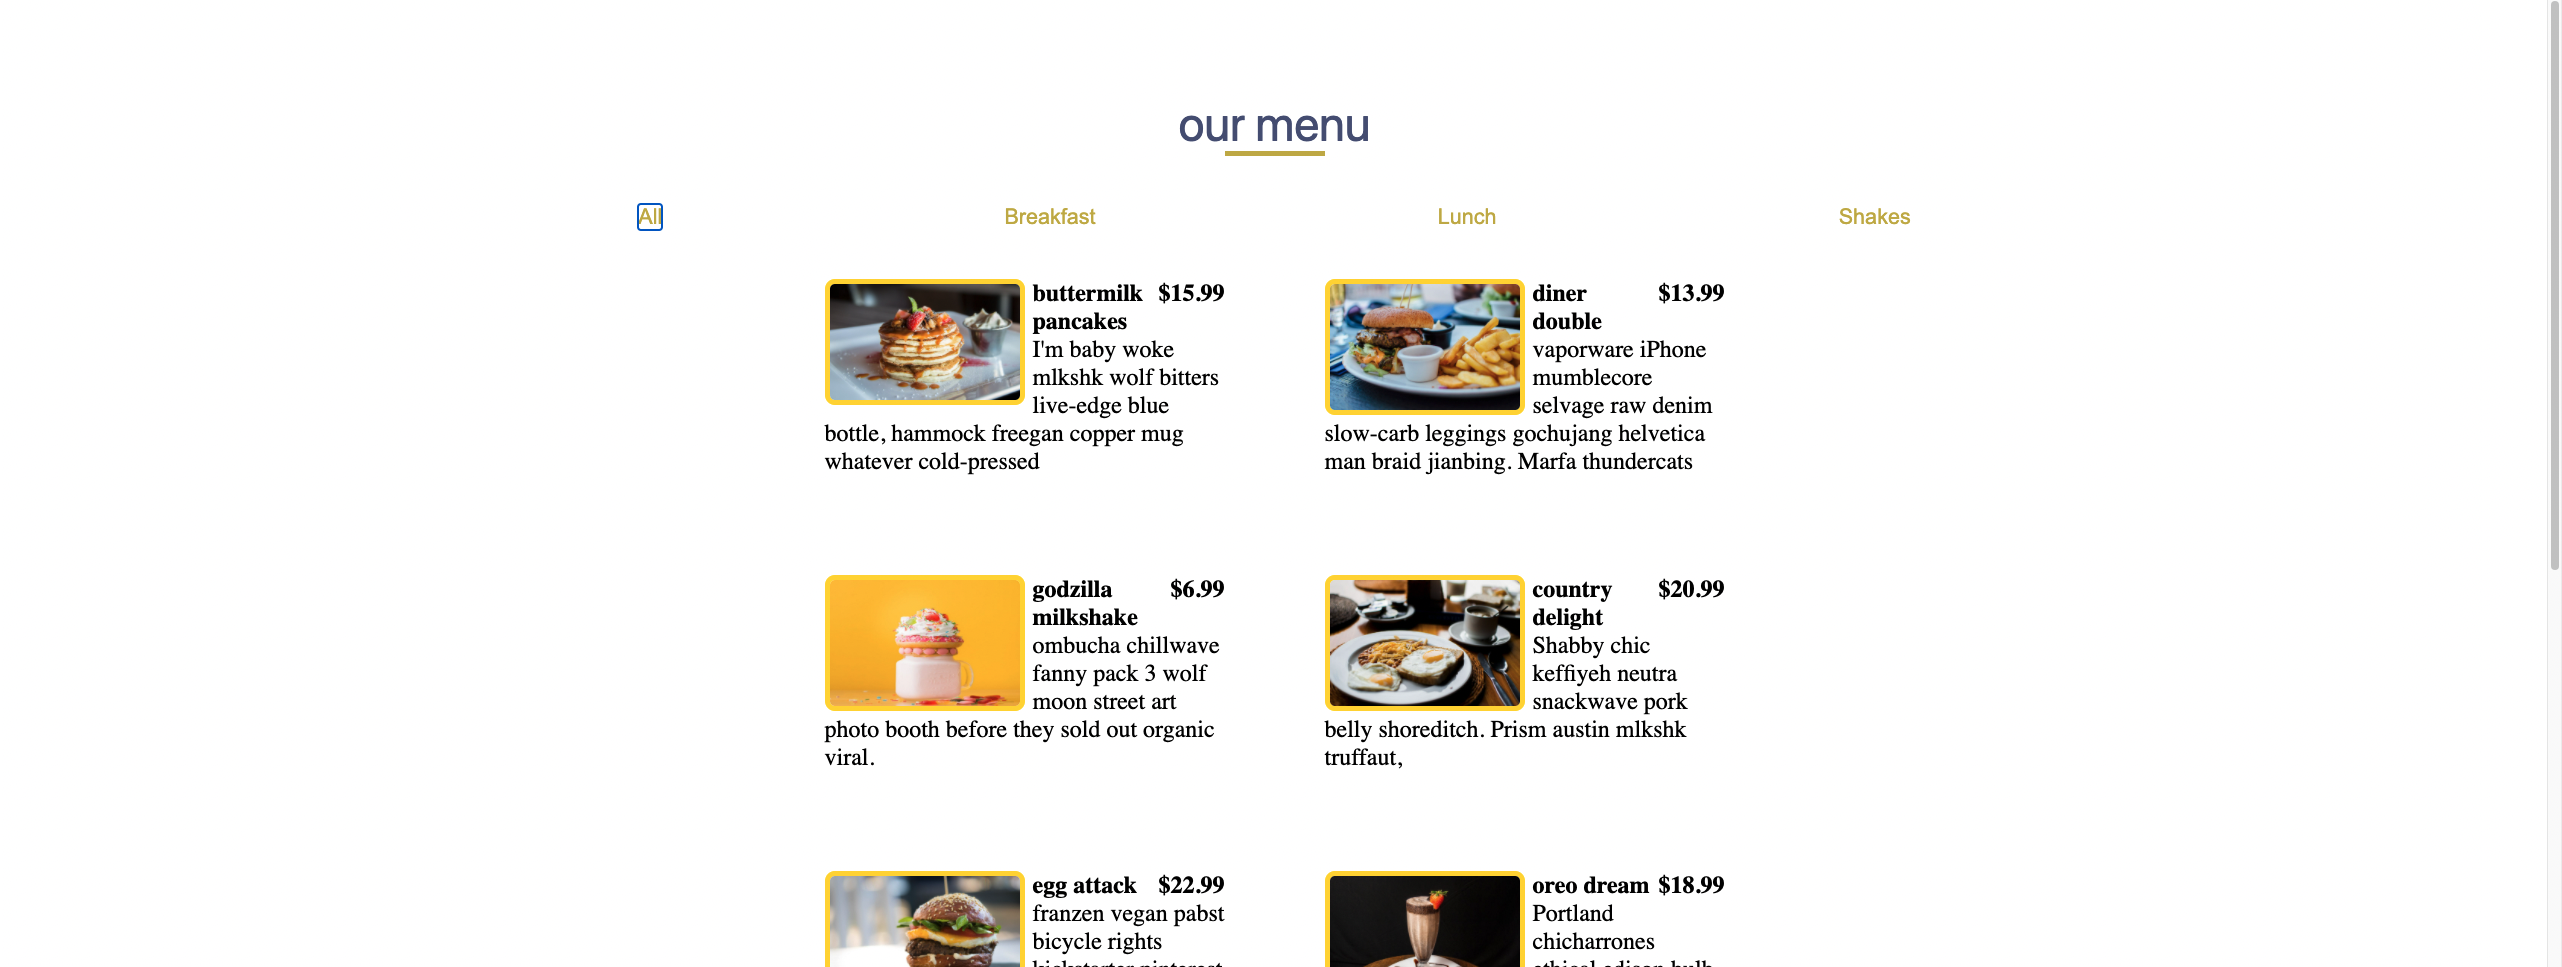 our menu
All
Breakfast
Lunch
Shakes
buttermilk pancakes $15.99
I'm baby woke
mlkshk wolf bitters
live-edge blue
bottle, hammock freegan copper mug
whatever cold-pressed
diner double $13.99
vaporware iPhone
mumblecore
selvage raw denim
slow-carb leggings gochujang helvetica
man braid jianbing. Marfa thundercats
godzilla milkshake $6.99
ombucha chillwave
fanny pack 3 wolf
moon street art
photo booth before they sold out organic
viral.
country delight $20.99
Shabby chic
keffiyeh neutra
snackwave pork
belly shoreditch. Prism austin mlkshk
truffaut,
egg attack $22.99
franzen vegan pabst
bicycle rights
kickstarter pinterest
oreo dream $18.99
Portland
chicharrones
ethical edison bulb